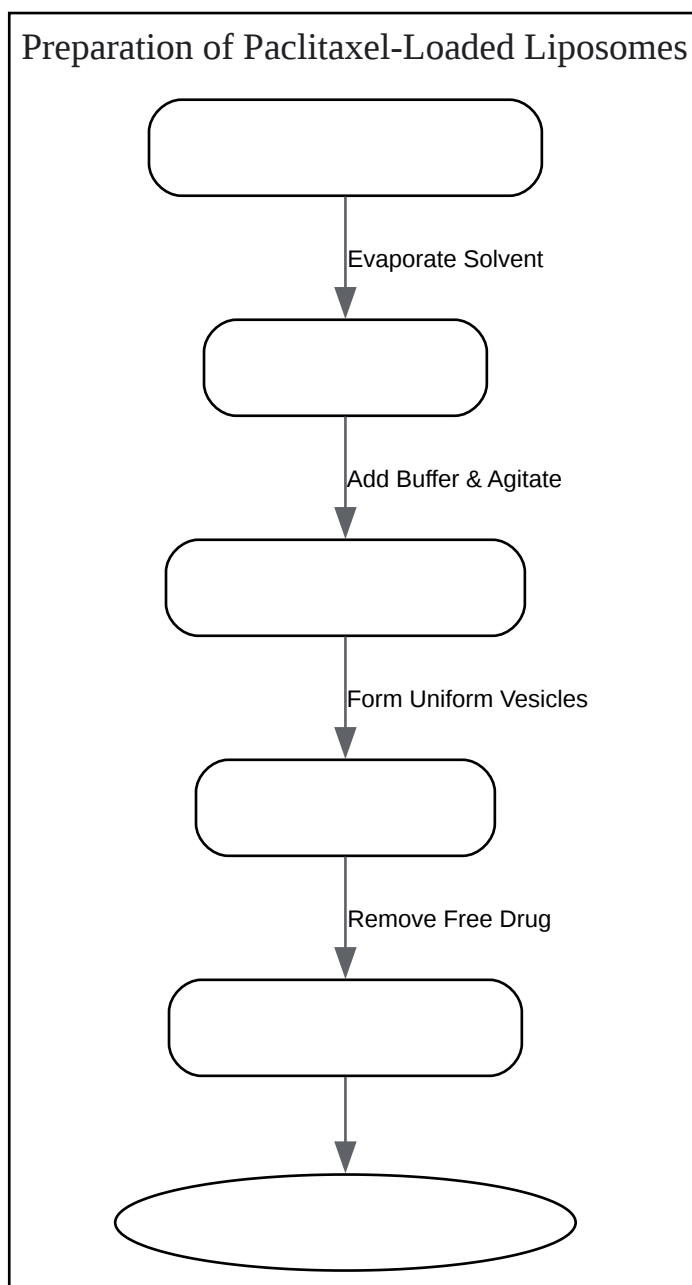 Preparation of Paclitaxel-Loaded Liposomes
Evaporate Solvent
Add Buffer & Agitate
Form Uniform Vesicles
Remove Free Drug